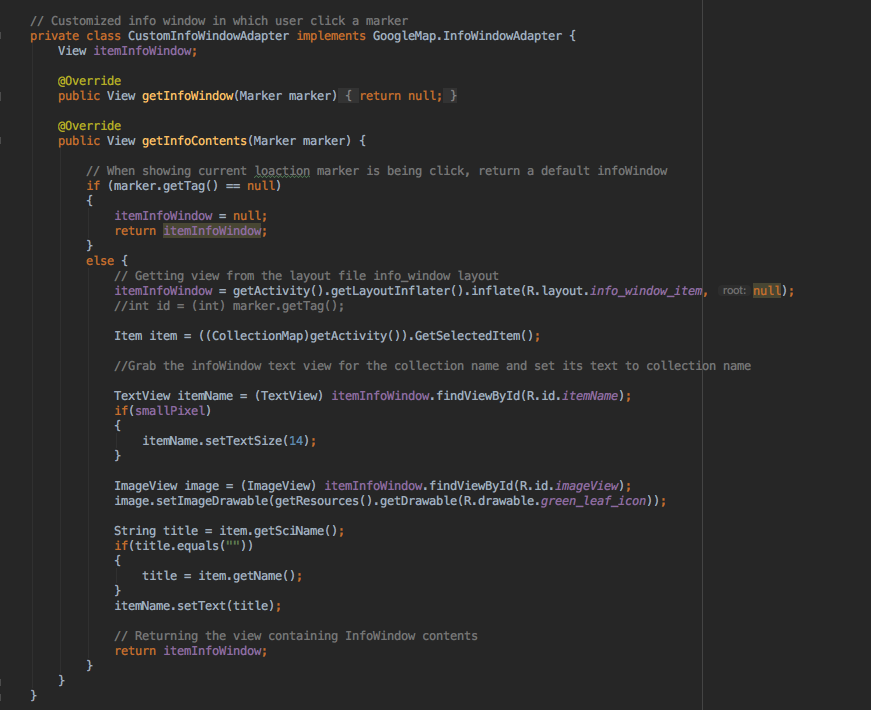 // Customized info window in which user click a marker
private class CustomInfoWindowAdapter implements GoogleMap.InfoWindowAdapter {
    View itemInfoWindow;

    @Override
    public View getInfoWindow(Marker marker) { return null; }

    @Override
    public View getInfoContents(Marker marker) {

        // When showing current loaction marker is being click, return a default infoWindow
        if (marker.getTag() == null)
        {
            itemInfoWindow = null;
            return itemInfoWindow;
        }
        else {
            // Getting view from the layout file info_window layout
            itemInfoWindow = getActivity().getLayoutInflater().inflate(R.layout.info_window_item, root: null);
            //int id = (int) marker.getTag();

            Item item = ((CollectionMap)getActivity()).GetSelectedItem();

            //Grab the infoWindow text view for the collection name and set its text to collection name

            TextView itemName = (TextView) itemInfoWindow.findViewById(R.id.itemName);
            if(smallPixel)
            {
                itemName.setTextSize(14);
            }

            ImageView image = (ImageView) itemInfoWindow.findViewById(R.id.imageView);
            image.setImageDrawable(getResources().getDrawable(R.drawable.green_leaf_icon));

            String title = item.getSciName();
            if(title.equals(""))
            {
                title = item.getName();
            }
            itemName.setText(title);

            // Returning the view containing InfoWindow contents
            return itemInfoWindow;
        }
    }
}